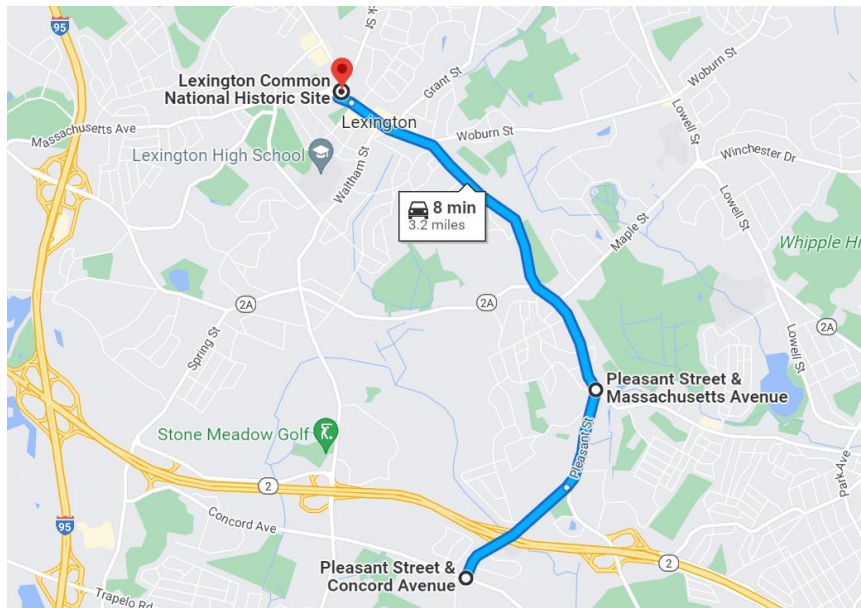 95
k St
Lexington Common
National Historic Site
Grant St
Woburn St
Lowell St
Massachusetts Ave
Lexington
Woburn St
Lexington High School
Waltham St
Winchester Dr
8 min
3.2 miles
Lowell St
Maple St
Whipple Hi
2A
2A
2A
Spring St
Lowell St
Pleasant Street &
Massachusetts Avenue
Stone Meadow Golf
Pleasant St
Park Ave
2
95
Concord Ave
2
Pleasant Street &
Concord Avenue
Trapelo Rd